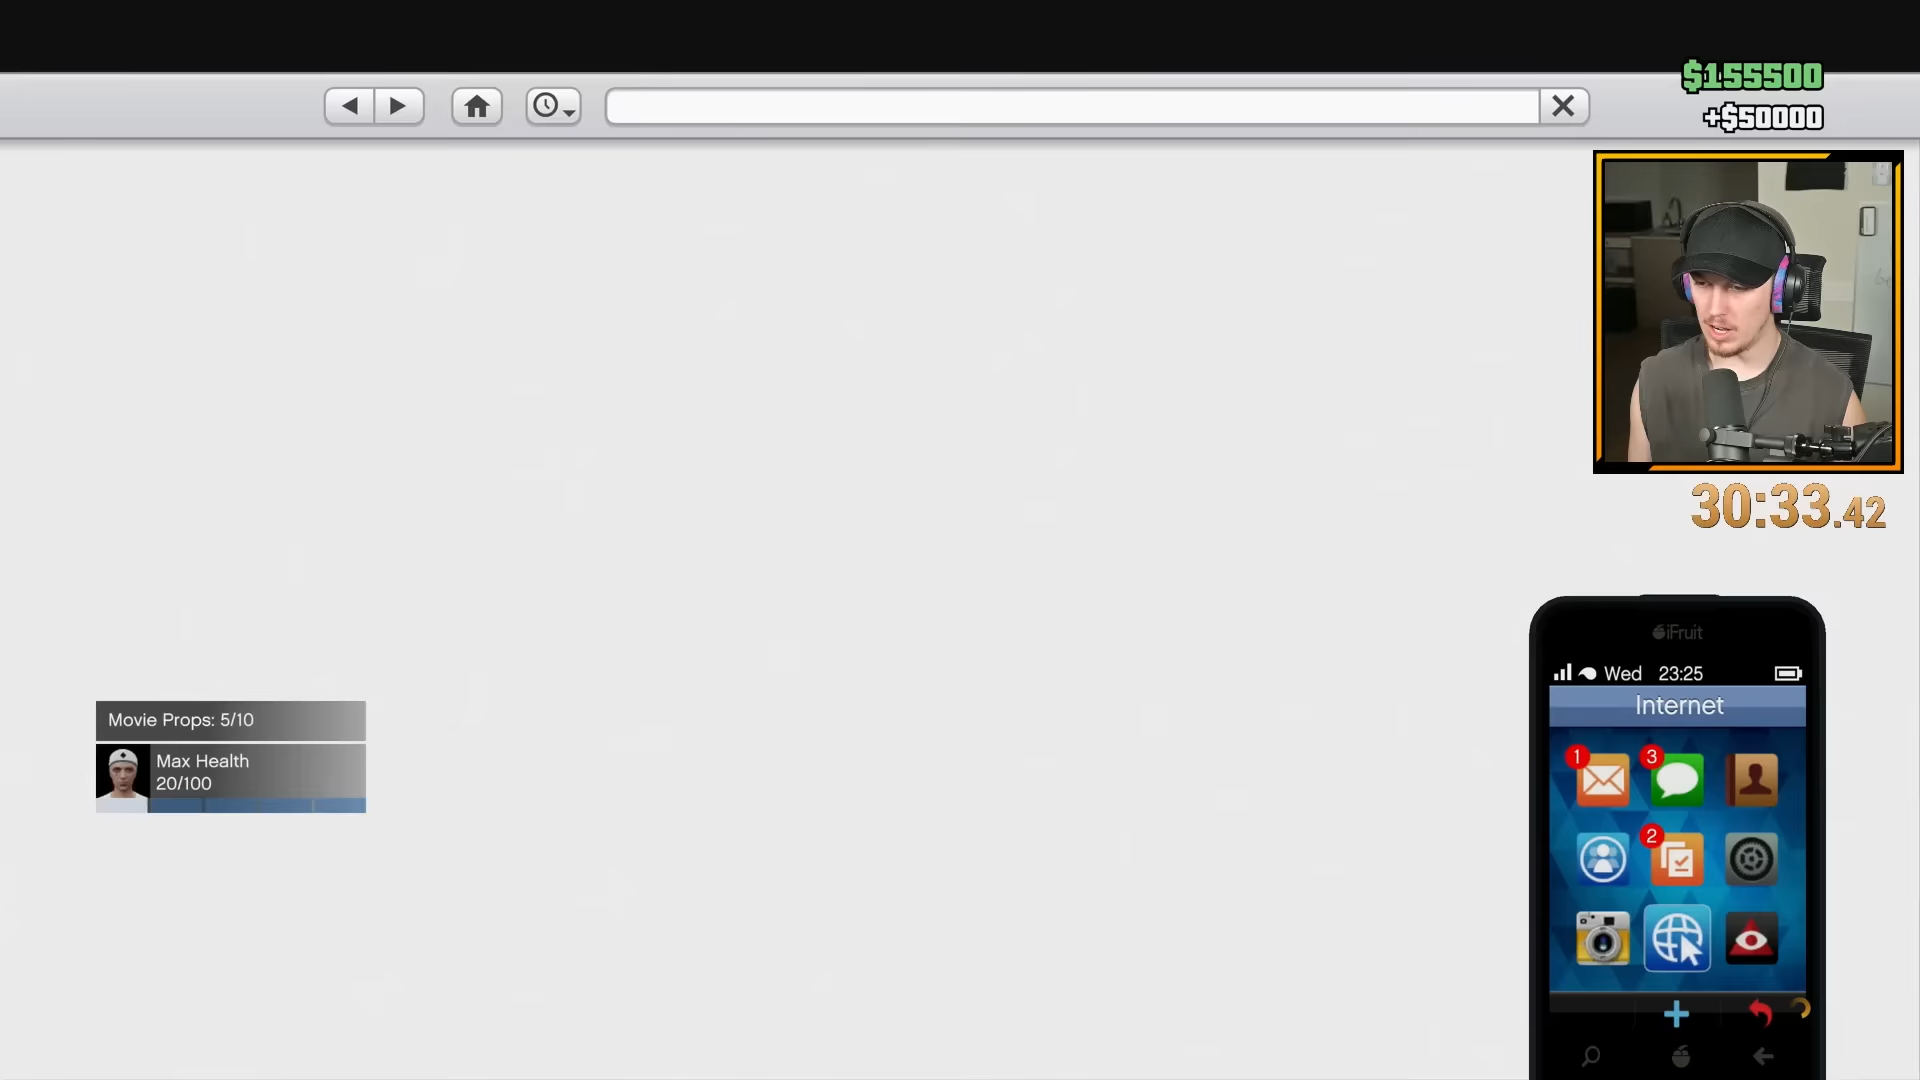 $155500
+$50000
30:33.42
iFruit
Wed 23:25
Internet
1
3
2
Movie Props: 5/10
Max Health
20/100